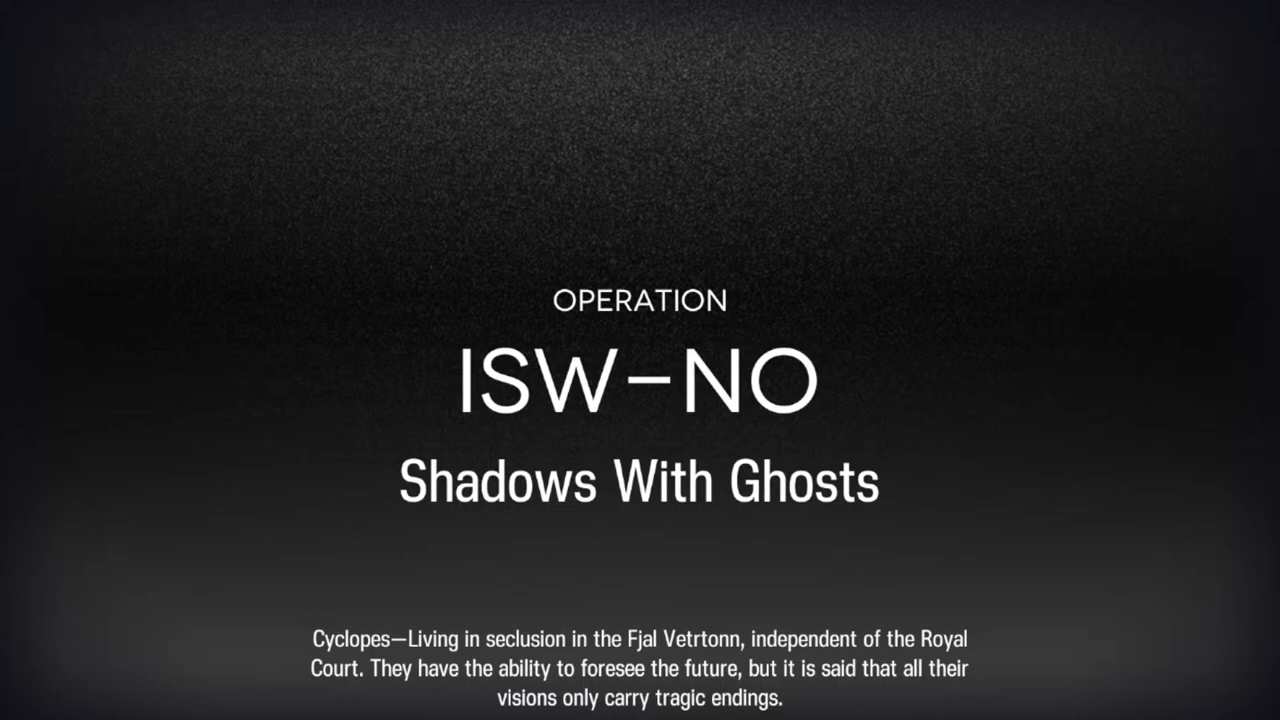 OPERATION
ISW-NO
Shadows With Ghosts
Cyclopes—Living in seclusion in the Fjal Vetrtonn, independent of the Royal
Court. They have the ability to foresee the future, but it is said that all their
visions only carry tragic endings.